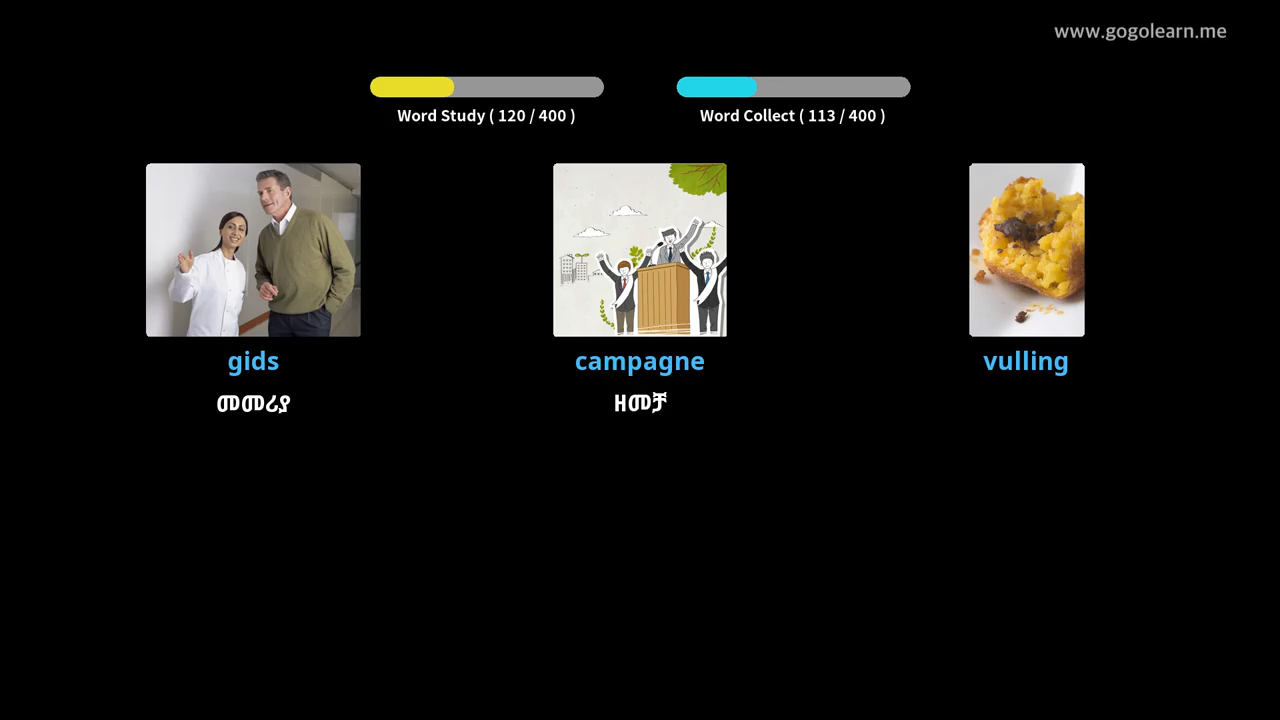 www.gogolearn.me
Word Study ( 120 / 400 )
Word Collect ( 113 / 400 )
gids
campagne
vulling
መመሪያ
ዘመቻ